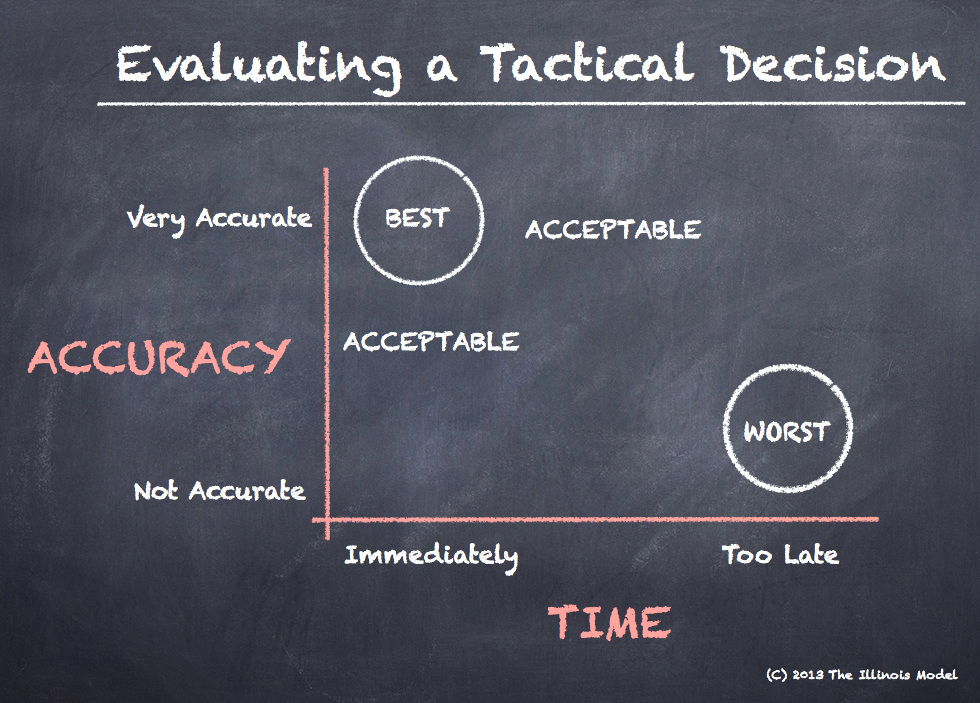 Evaluating a Tactical Decision
Very Accurate
BEST
ACCEPTABLE
ACCURACY
ACCEPTABLE
WORST
Not Accurate
Immediately
Too Late
TIME
(C) 2013 The Illinois Model